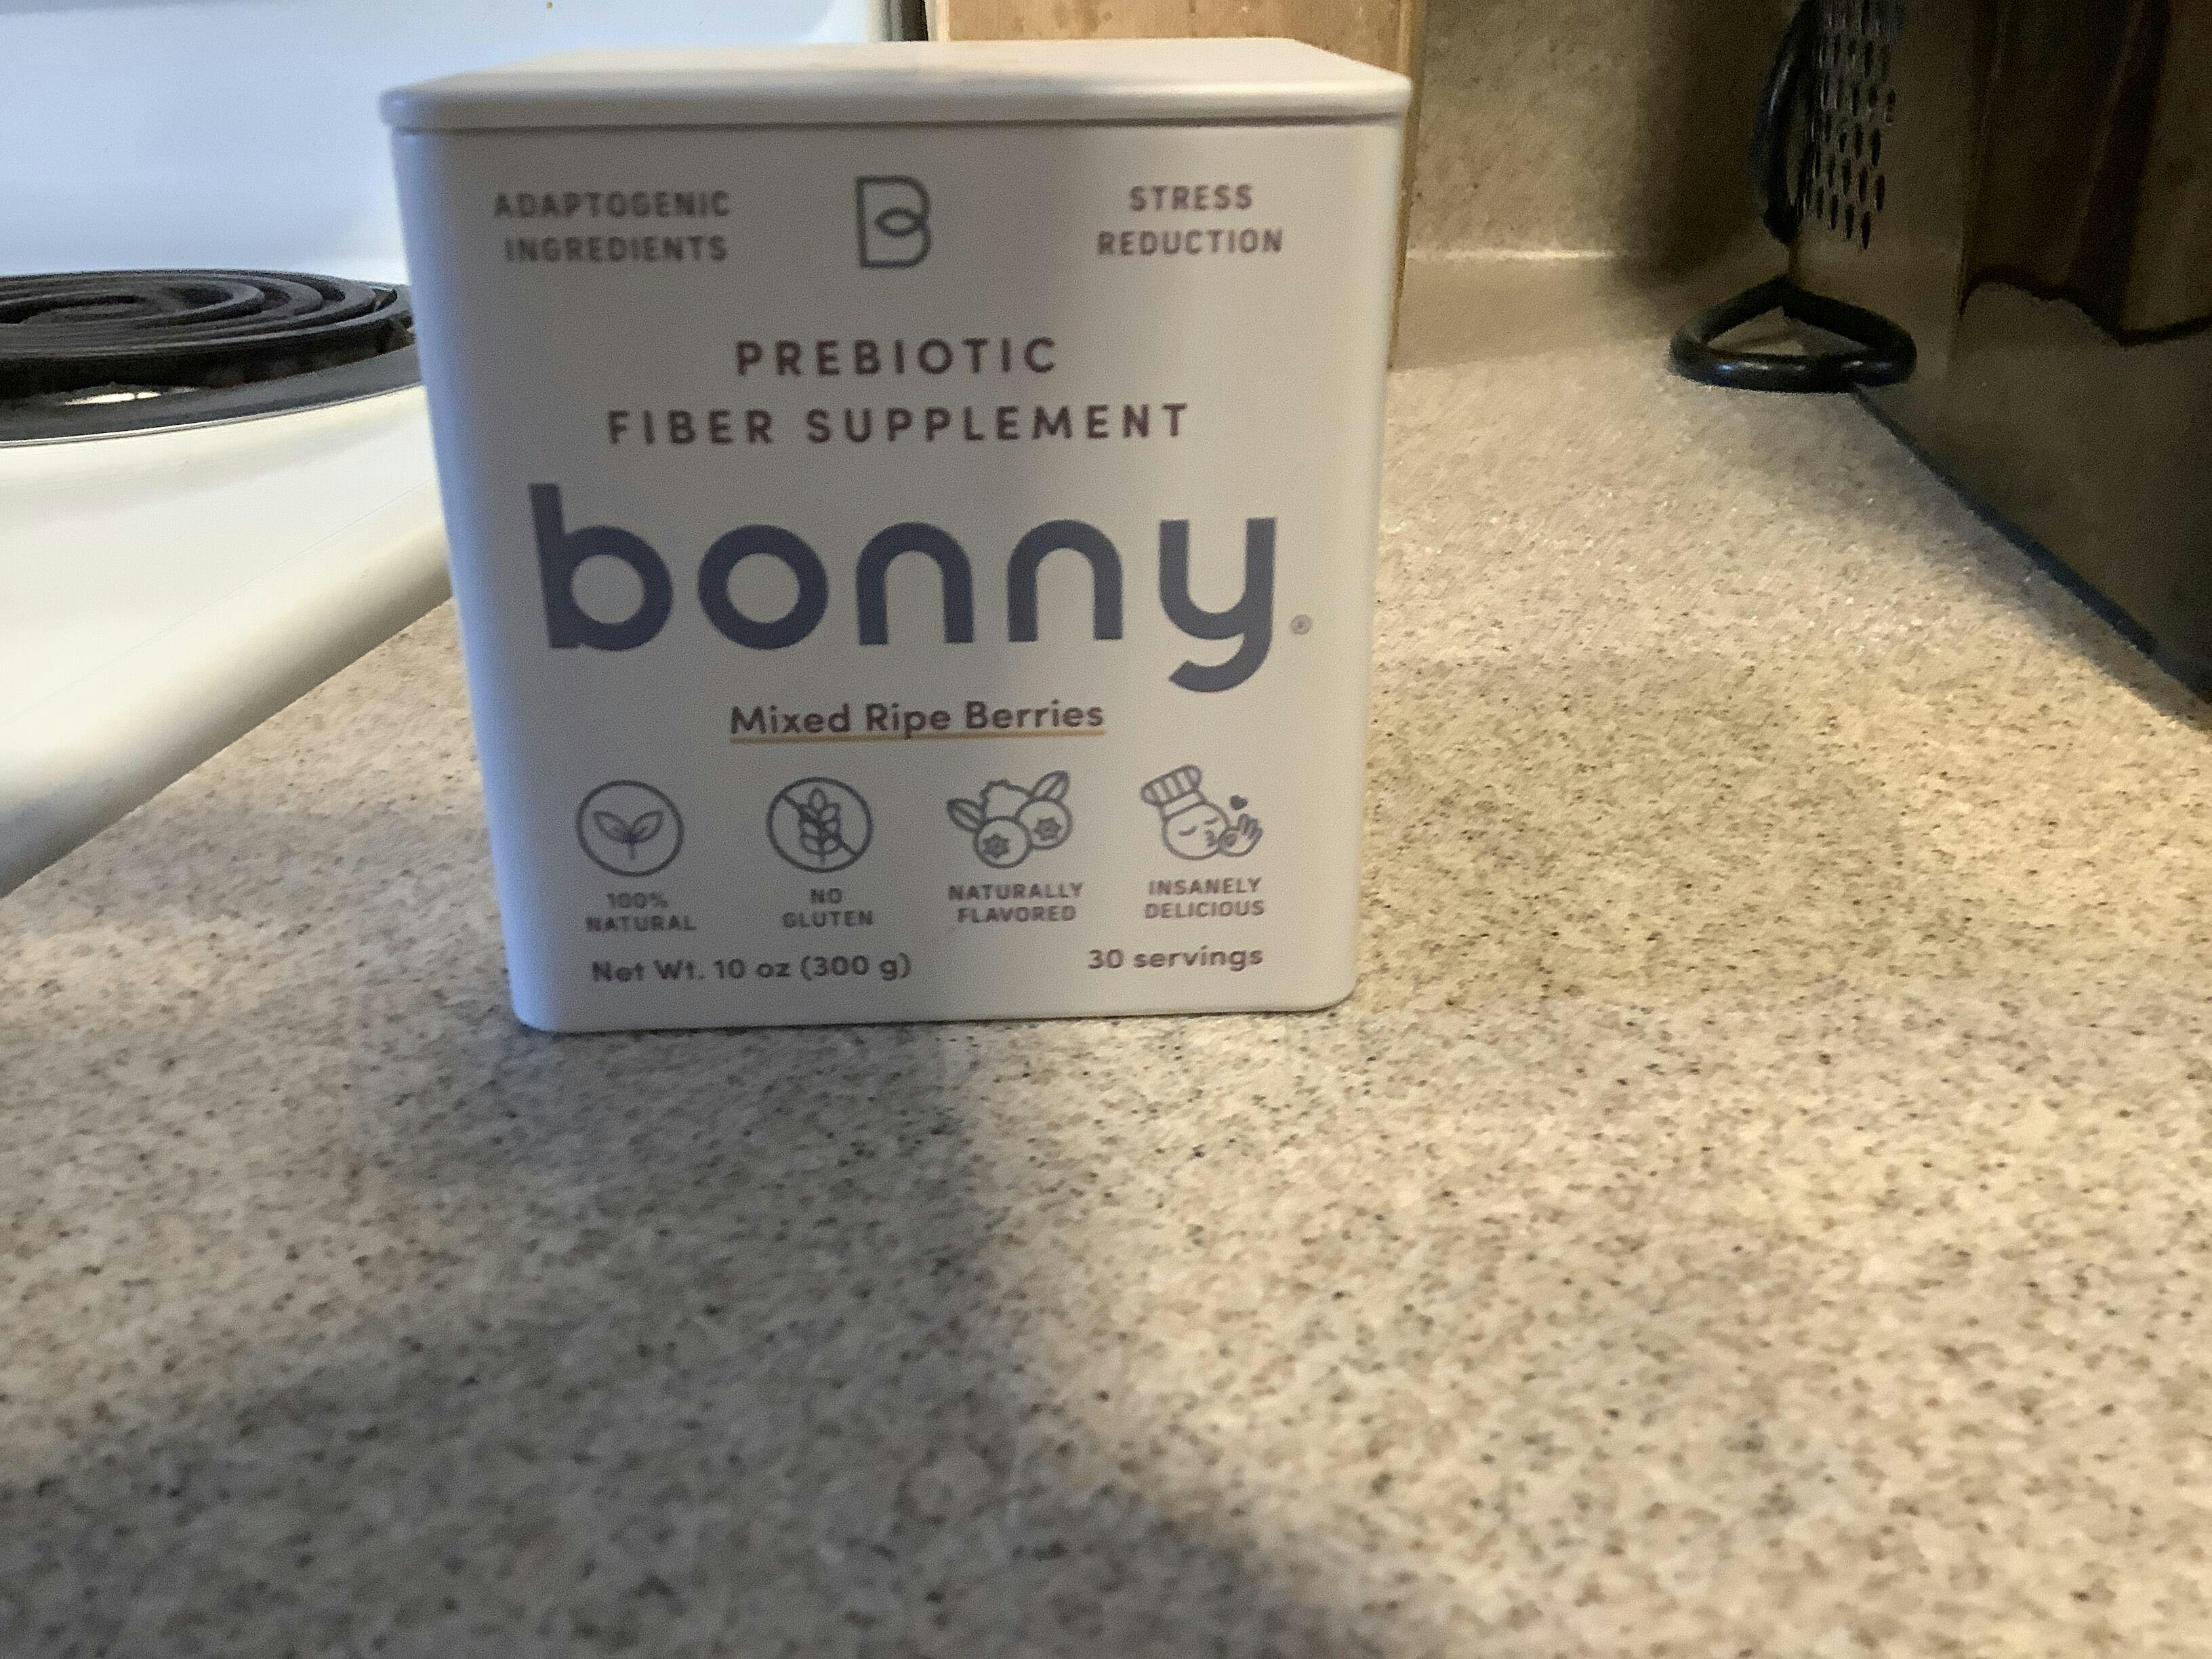 ADAPTOGENIC
INGREDIENTS
B
STRESS
REDUCTION
PREBIOTIC
FIBER SUPPLEMENT
bonny®
Mixed Ripe Berries
100%
NATURAL
NO
GLUTEN
NATURALLY
FLAVORED
INSANELY
DELICIOUS
Net Wt. 10 oz (300 g)
30 servings